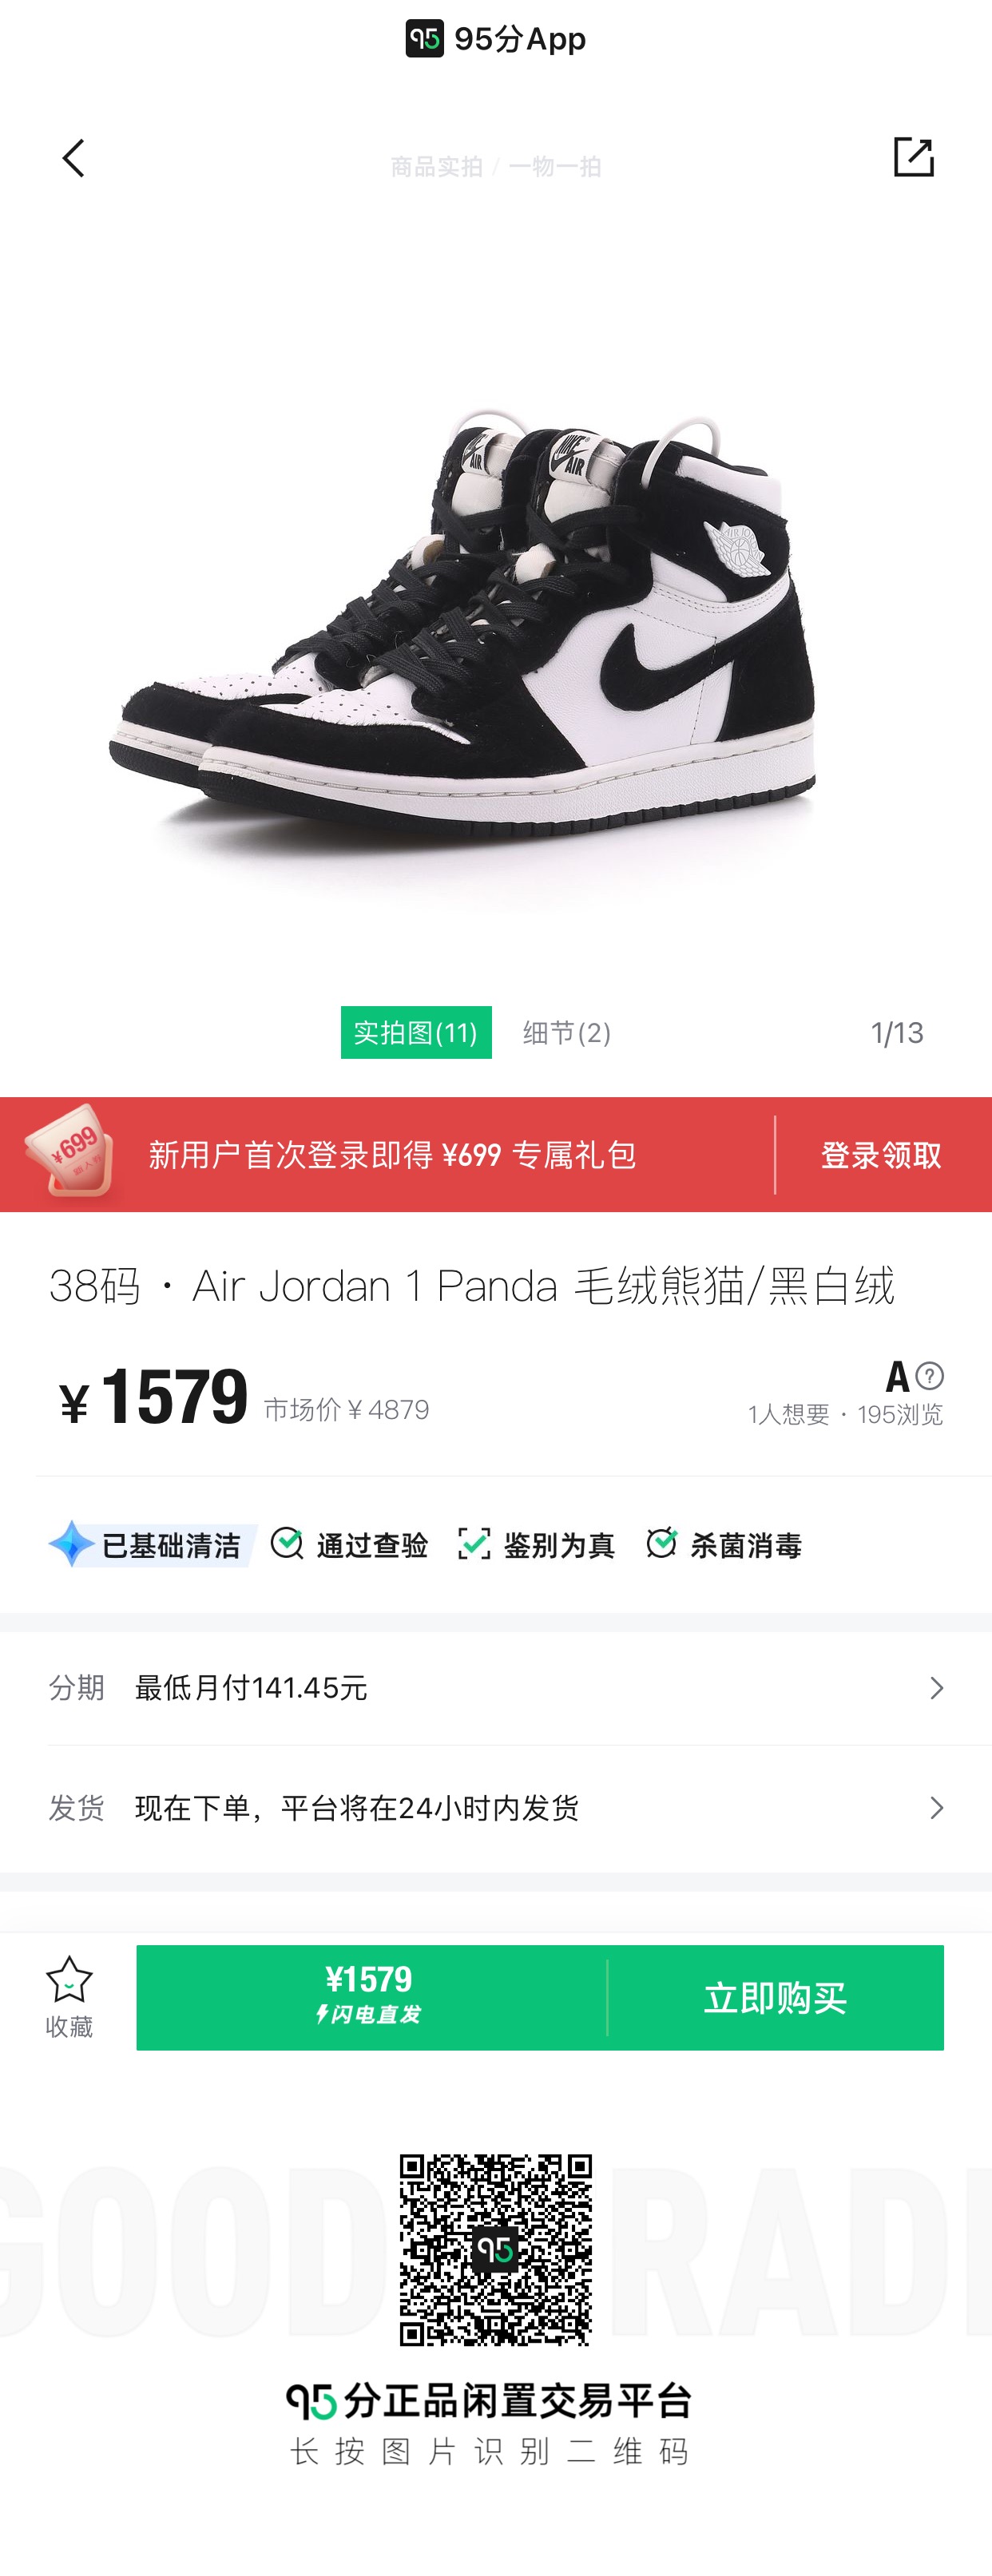 95 95分App
商品实拍 / 一物一拍
NIKE AIR
NIKE AIR
实拍图(11) 细节(2) 1/13
¥699
新用户首次登录即得 ¥699 专属礼包 登录领取
38码 · Air Jordan 1 Panda 毛绒熊猫/黑白绒
¥1579 市场价¥4879
A ?
1人想要 · 195浏览
已基础清洁 通过查验 鉴别为真 杀菌消毒
分期 最低月付141.45元
发货 现在下单，平台将在24小时内发货
收藏
¥1579
闪电直发
立即购买
GOOD RAD
95
95分正品闲置交易平台
长按图片识别二维码